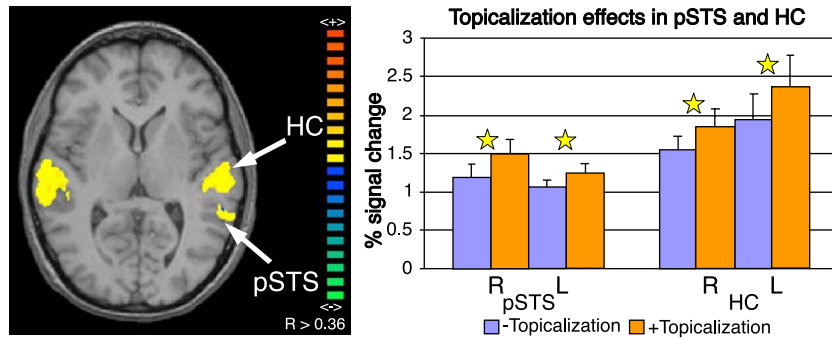 <+>
HC
pSTS
<->
R > 0.36
Topicalization effects in pSTS and HC
% signal change
3
2.5
2
1.5
1
0.5
0
R L R L
pSTS HC
-Topicalization +Topicalization